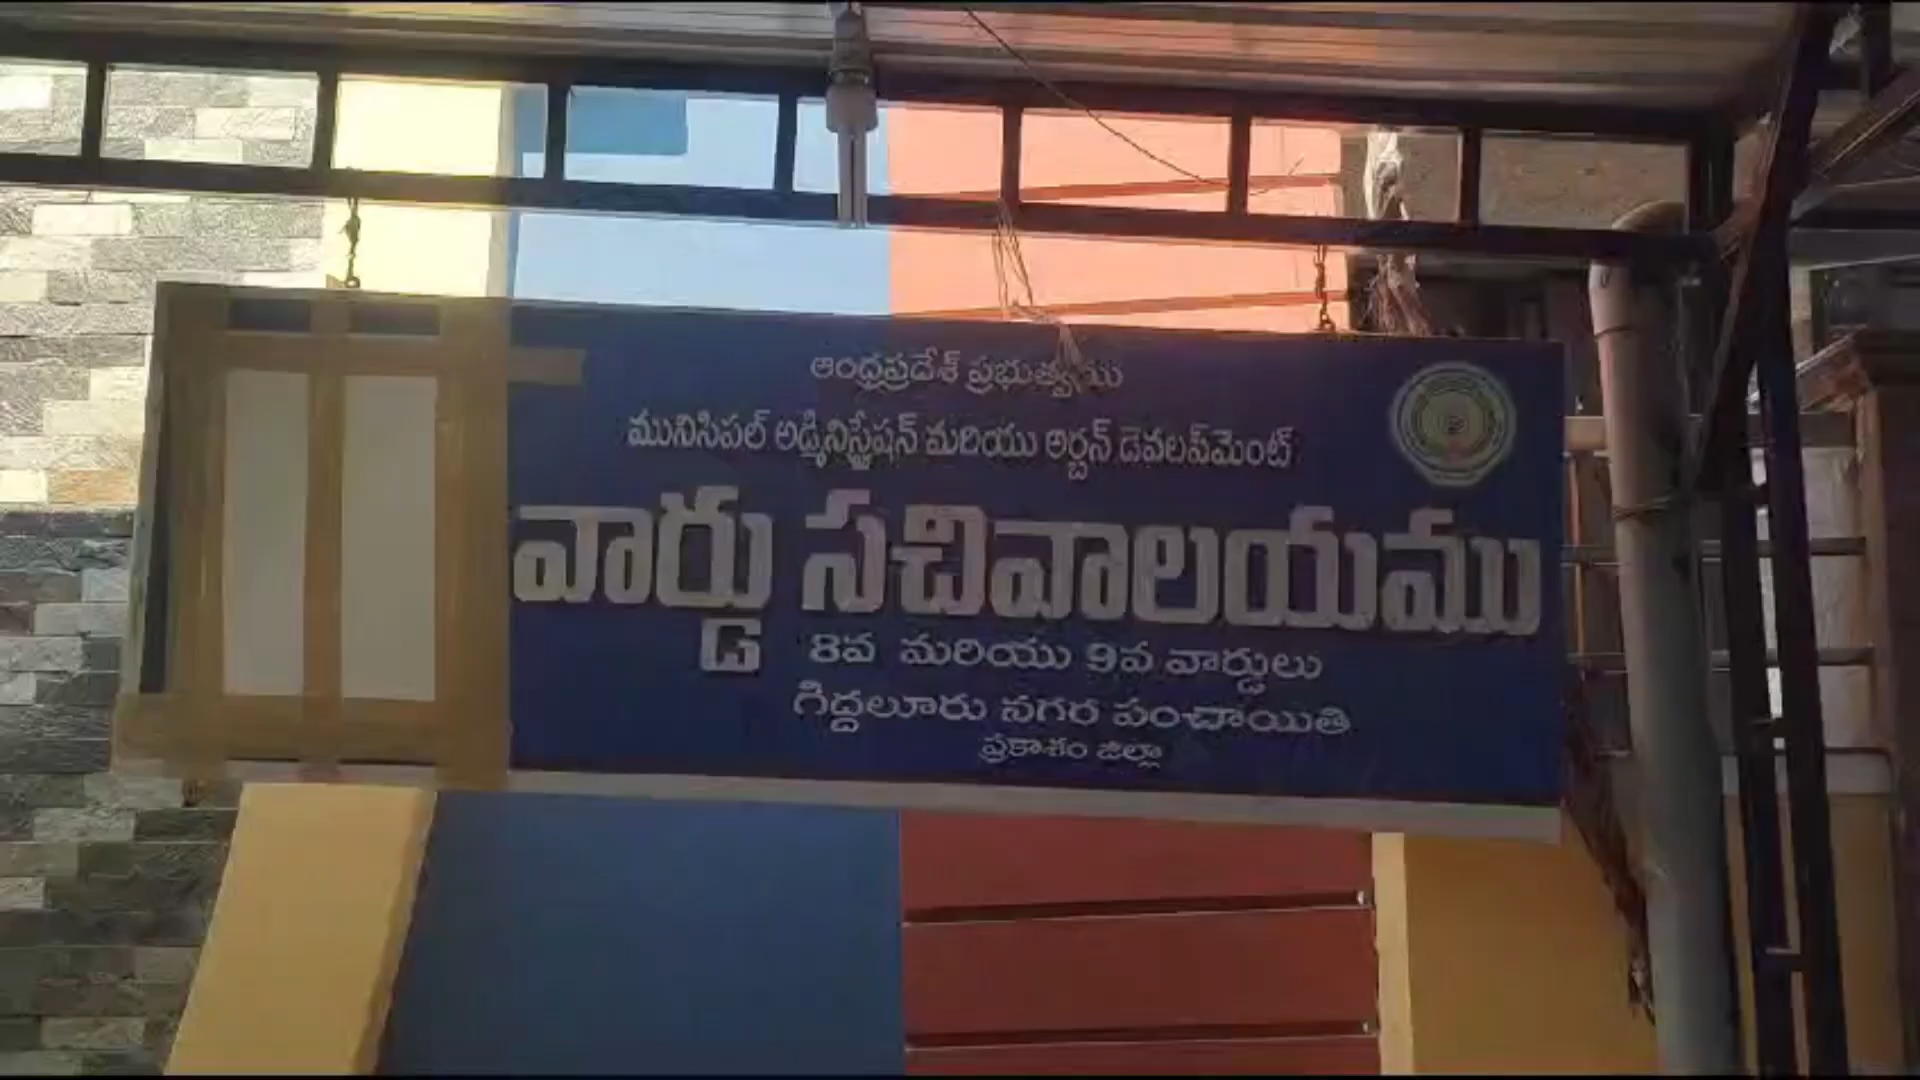 ఆంధ్రప్రదేశ్ ప్రభుత్వము
మునిసిపల్ అడ్మినిస్ట్రేషన్ మరియు అర్బన్ డెవలప్‌మెంట్
వార్డు సచివాలయము
8వ మరియు 9వ వార్డులు
గిద్దలూరు నగర పంచాయితి
ప్రకాశం జిల్లా